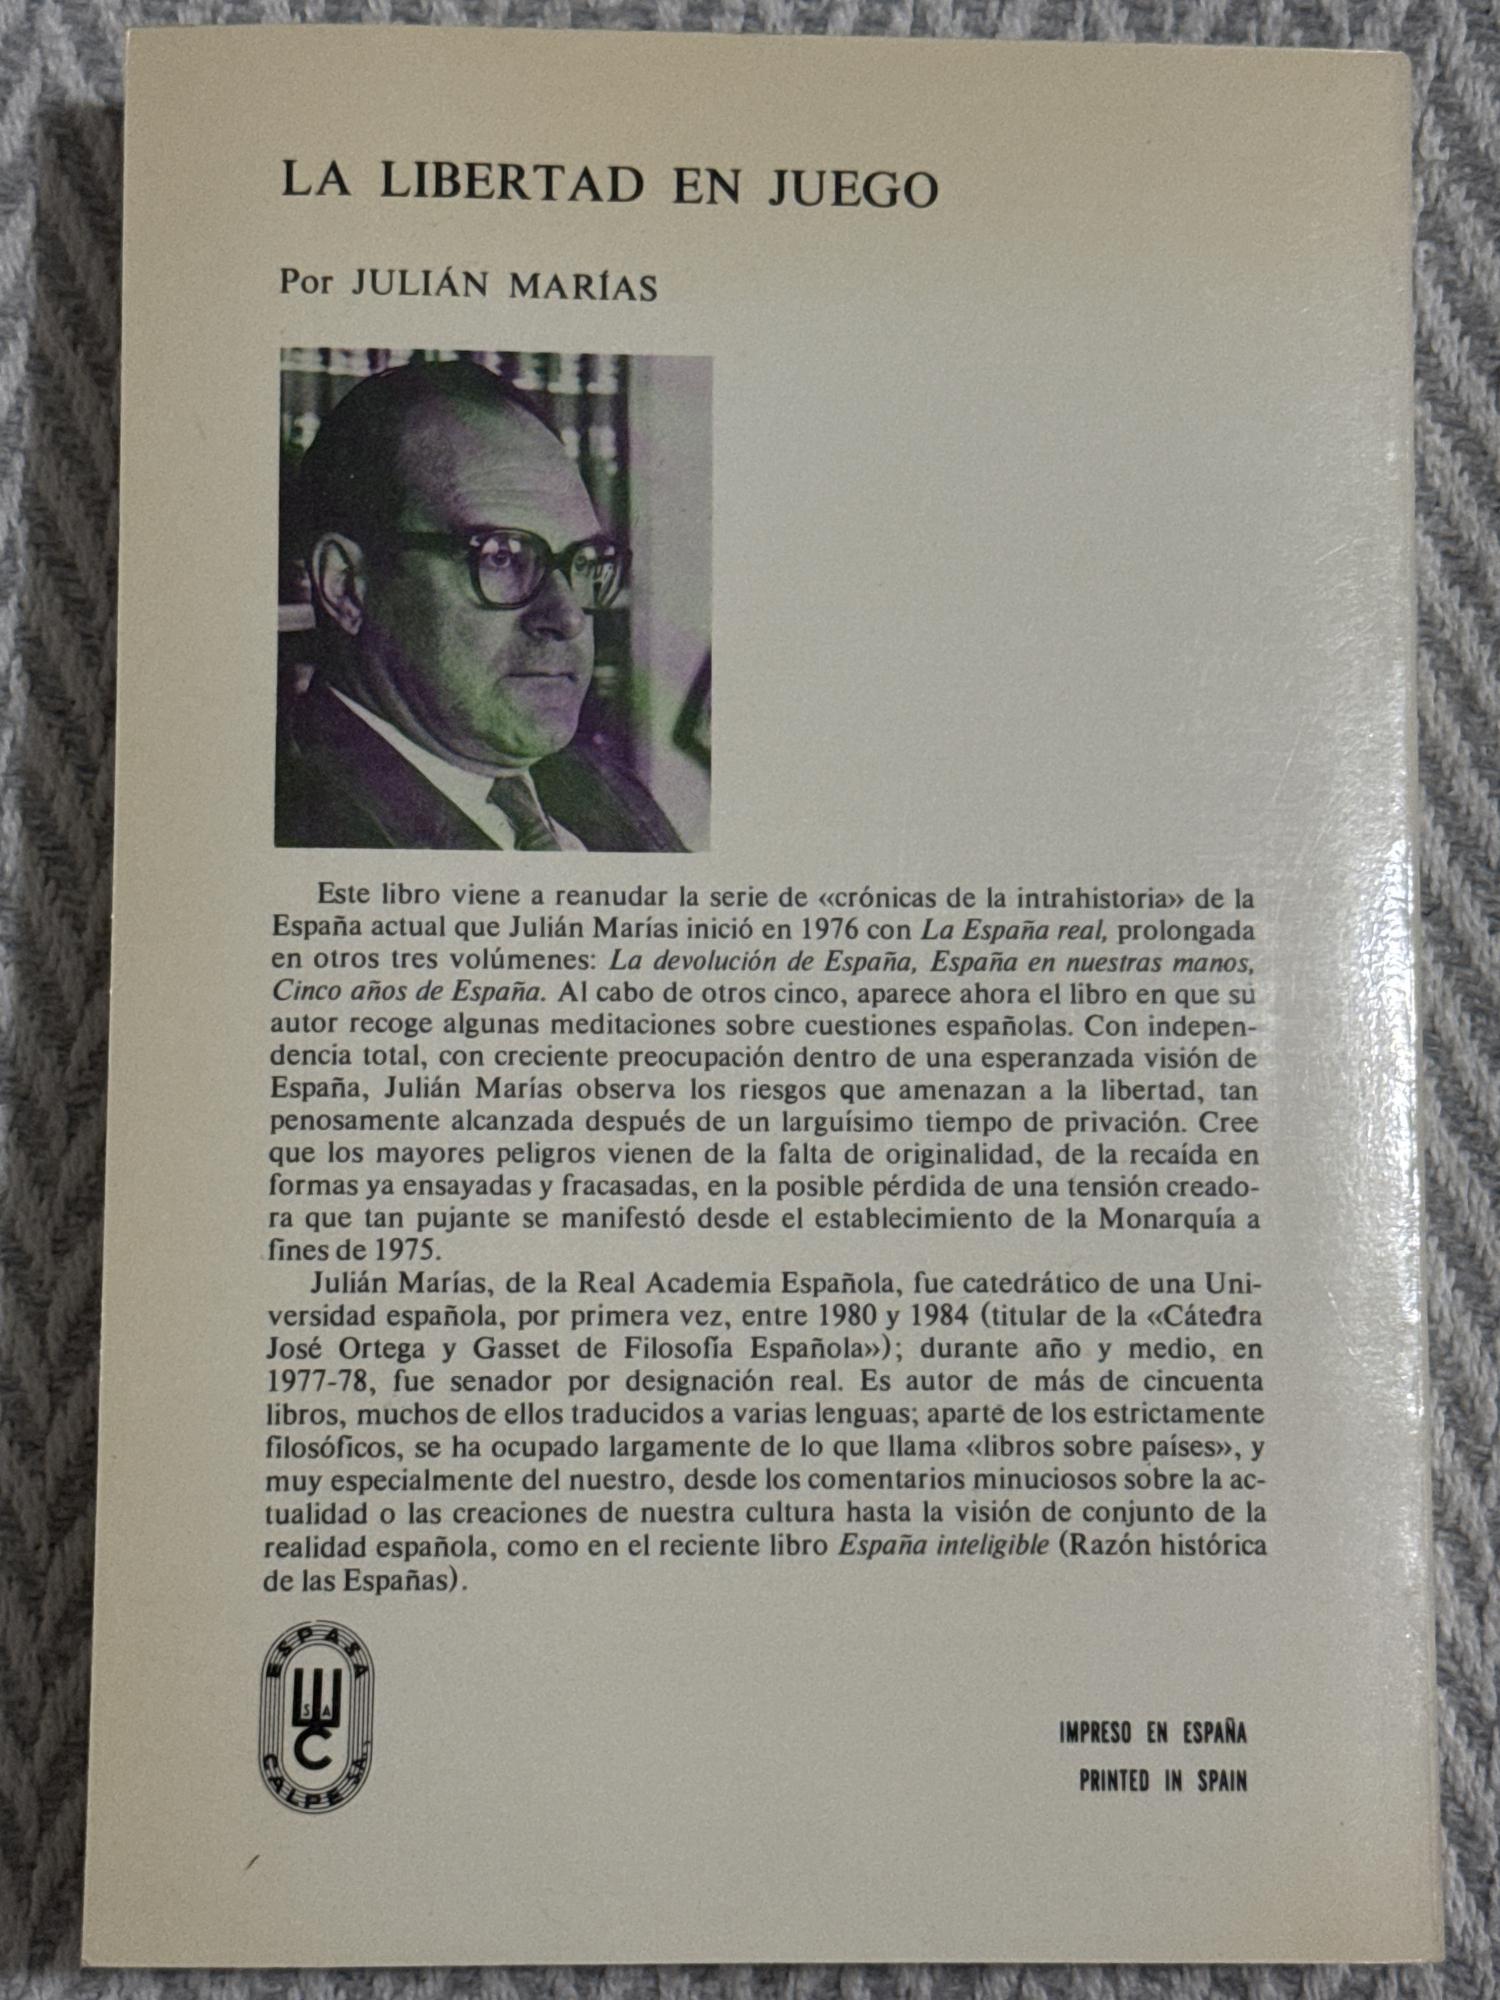 LA LIBERTAD EN JUEGO
Por JULIÁN MARÍAS
Este libro viene a reanudar la serie de «crónicas de la intrahistoria» de la
España actual que Julián Marías inició en 1976 con La España real, prolongada
en otros tres volúmenes: La devolución de España, España en nuestras manos,
Cinco años de España. Al cabo de otros cinco, aparece ahora el libro en que su
autor recoge algunas meditaciones sobre cuestiones españolas. Con indepen-
dencia total, con creciente preocupación dentro de una esperanzada visión de
España, Julián Marías observa los riesgos que amenazan a la libertad, tan
penosamente alcanzada después de un larguísimo tiempo de privación. Cree
que los mayores peligros vienen de la falta de originalidad, de la recaída en
formas ya ensayadas y fracasadas, en la posible pérdida de una tensión creado-
ra que tan pujante se manifestó desde el establecimiento de la Monarquía a
fines de 1975.
Julián Marías, de la Real Academia Española, fue catedrático de una Uni-
versidad española, por primera vez, entre 1980 y 1984 (titular de la «Cátedra
José Ortega y Gasset de Filosofía Española»); durante año y medio, en
1977-78, fue senador por designación real. Es autor de más de cincuenta
libros, muchos de ellos traducidos a varias lenguas; aparte de los estrictamente
filosóficos, se ha ocupado largamente de lo que llama «libros sobre países», y
muy especialmente del nuestro, desde los comentarios minuciosos sobre la ac-
tualidad o las creaciones de nuestra cultura hasta la visión de conjunto de la
realidad española, como en el reciente libro España inteligible (Razón histórica
de las Españas).
ESPASA
S A
C
CALPE S.A.
IMPRESO EN ESPAÑA
PRINTED IN SPAIN